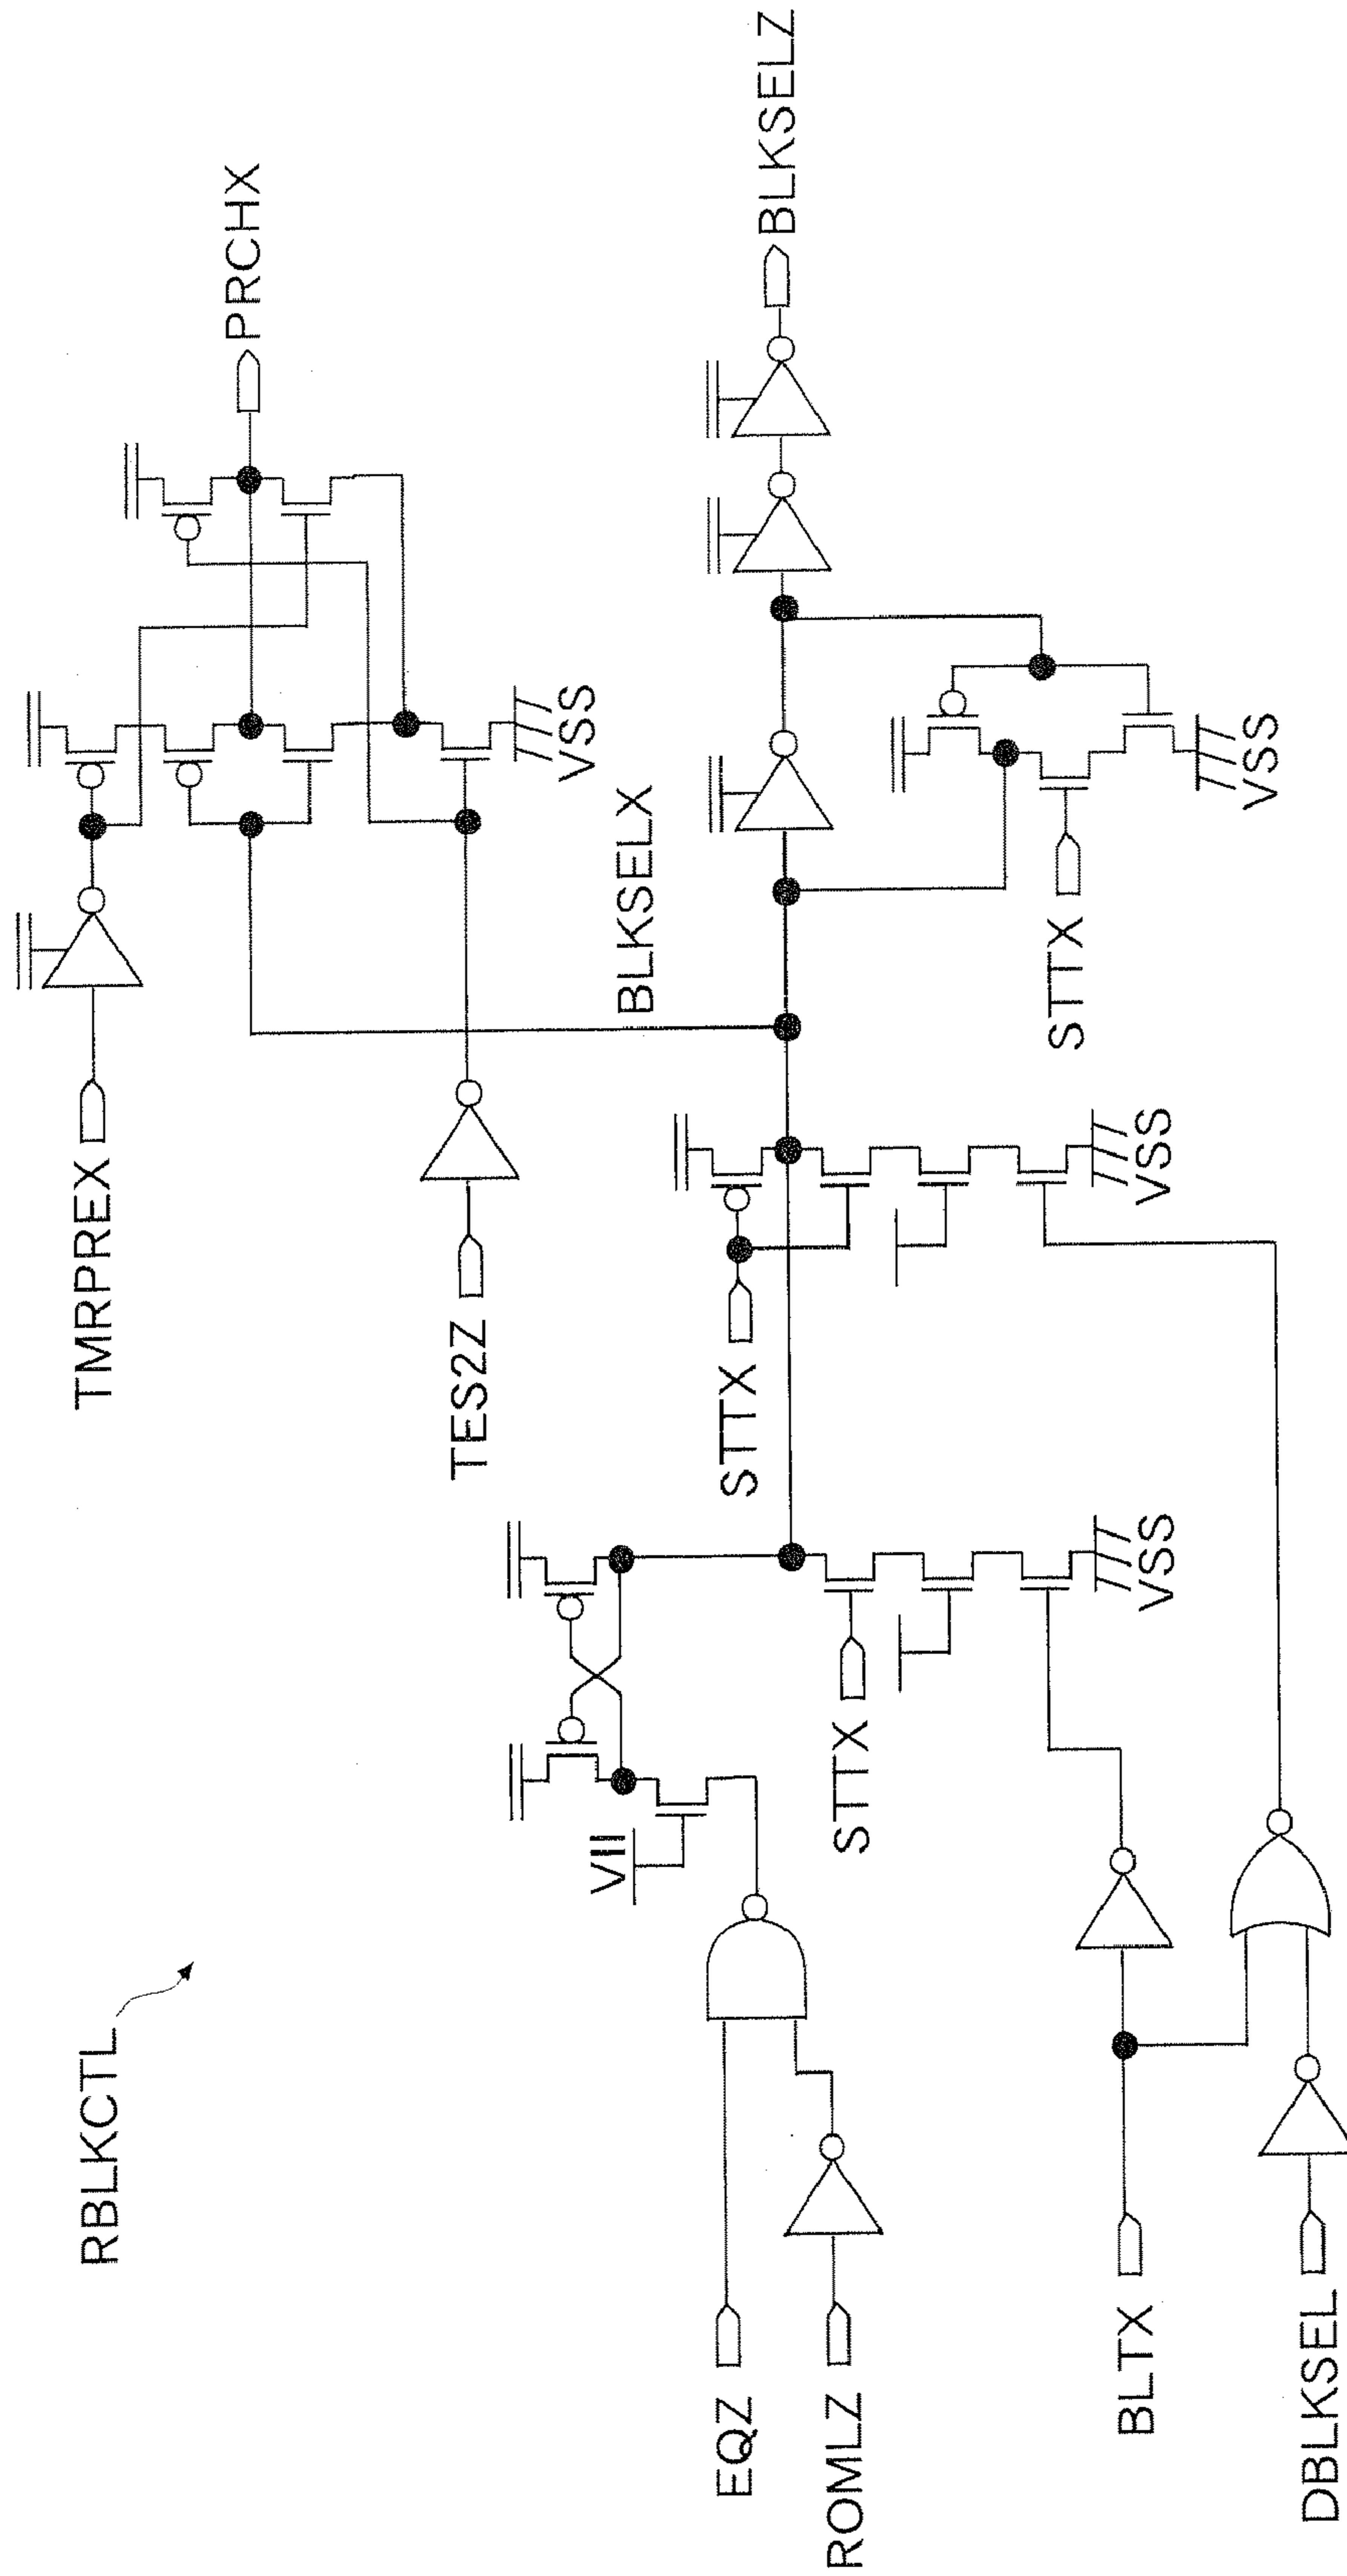 RBLKCTL
TMRPREX
PRCHX
VSS
TES2Z
BLKSELX
VII
STTX
BLKSELZ
EQZ
ROMLZ
STTX
STTX
VSS
VSS
VSS
BLTX
DBLKSEL